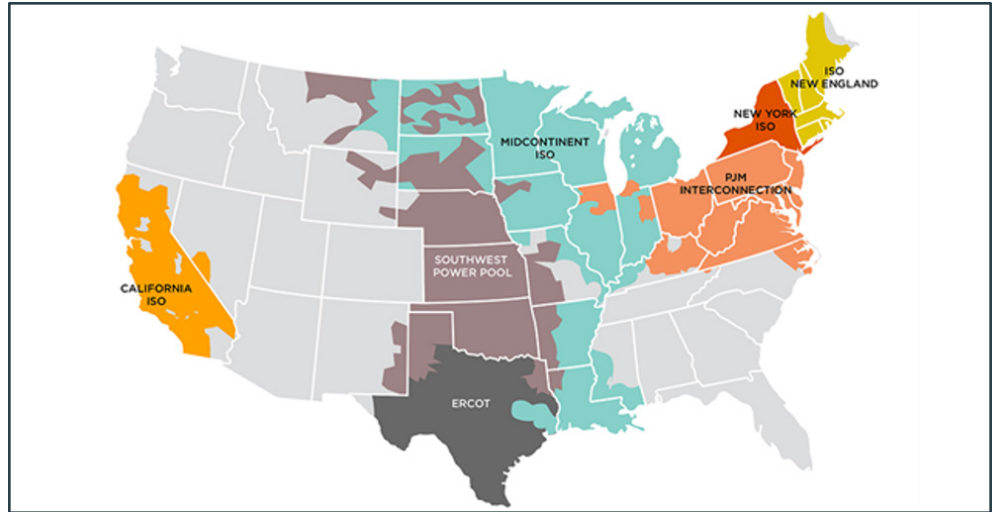 ISO
NEW ENGLAND
NEW YORK
ISO
MIDCONTINENT
ISO
PJM
INTERCONNECTION
SOUTHWEST
POWER POOL
CALIFORNIA
ISO
ERCOT